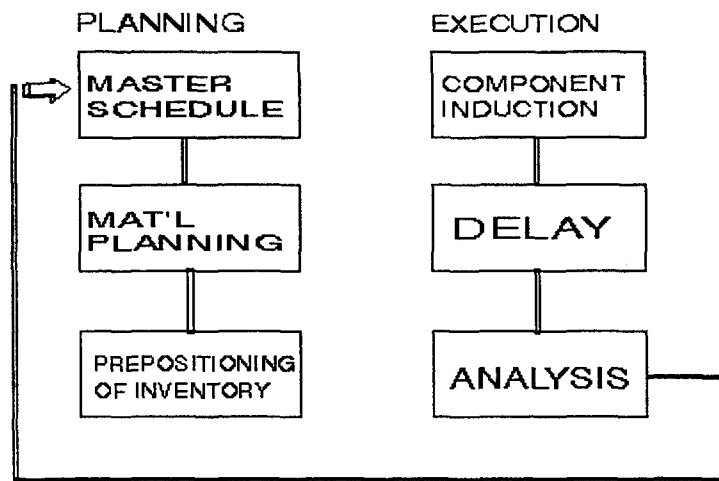 PLANNING
MASTER
SCHEDULE
MAT'L
PLANNING
PREPOSITIONING
OF INVENTORY
EXECUTION
COMPONENT
INDUCTION
DELAY
ANALYSIS